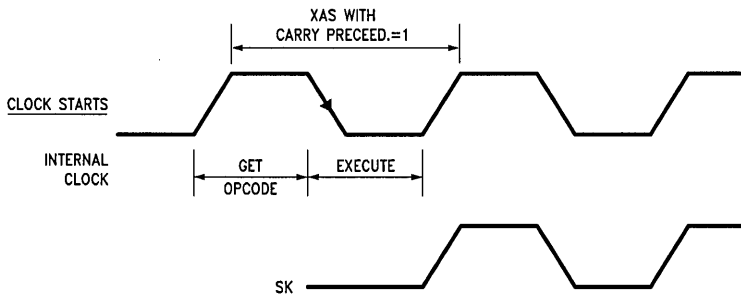 XAS WITH
CARRY PRECEED.=1
CLOCK STARTS
INTERNAL
CLOCK
GET
OPCODE
EXECUTE
SK